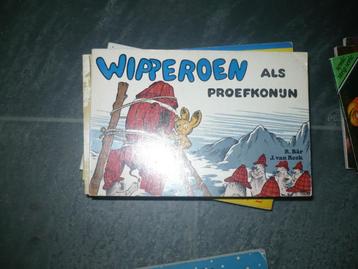 WIPPEROEN ALS
PROEFKONIJN
R. Bär
J. van Reek